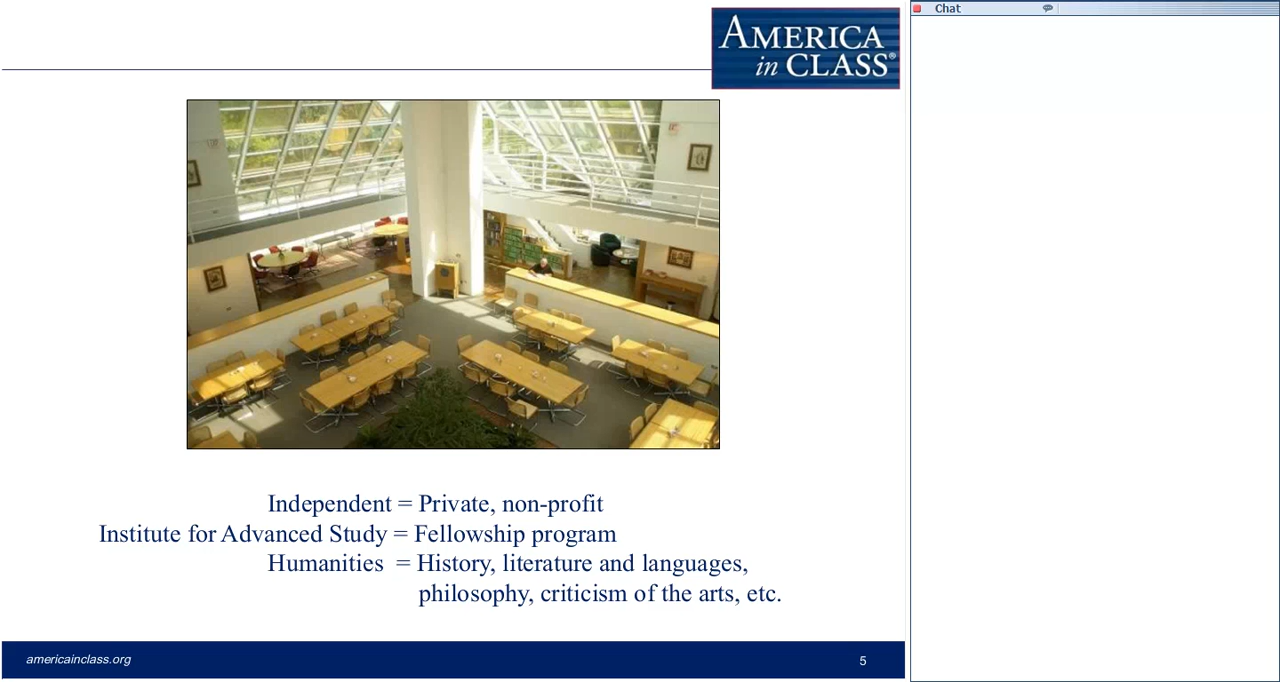 Chat
AMERICA
in CLASS®
Independent = Private, non-profit
Institute for Advanced Study = Fellowship program
Humanities = History, literature and languages,
philosophy, criticism of the arts, etc.
americainclass.org
5